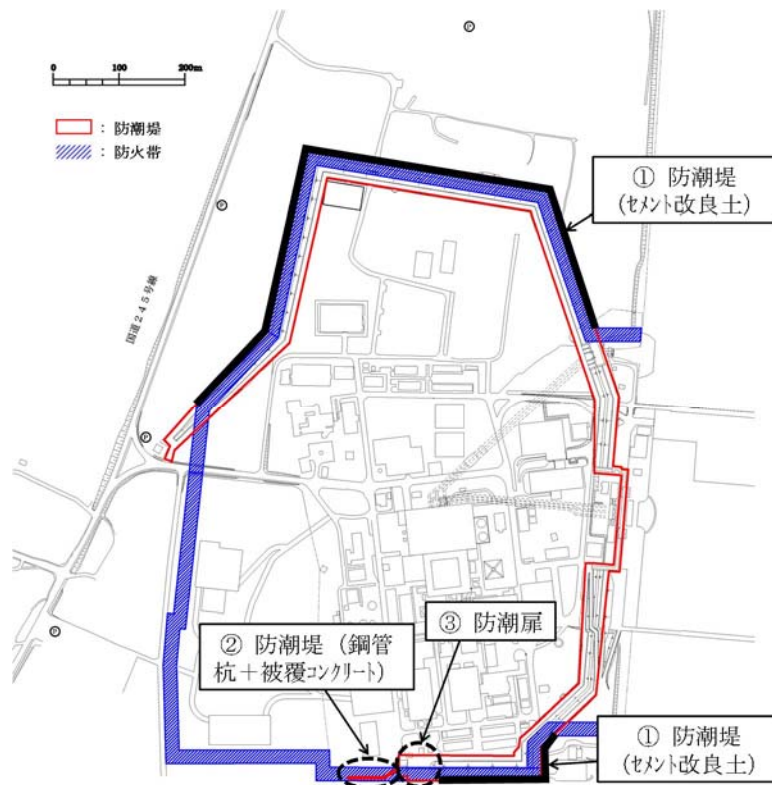 0 100 200m
: 防潮堤
: 防火帯
Ⓟ
Ⓟ
Ⓟ
Ⓟ
国道245号線
① 防潮堤
(セメント改良土)
② 防潮堤（鋼管
杭＋被覆コンクリート）
③ 防潮扉
① 防潮堤
(セメント改良土)